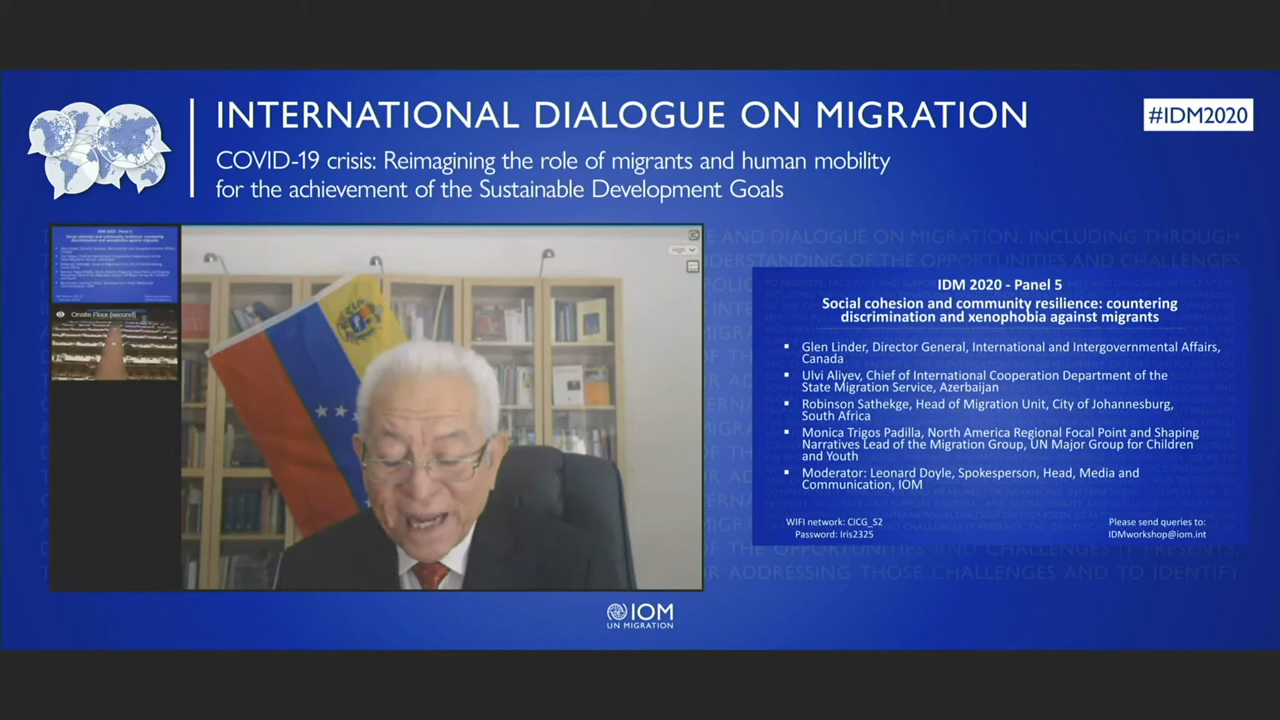 INTERNATIONAL DIALOGUE ON MIGRATION
#IDM2020
COVID-19 crisis: Reimagining the role of migrants and human mobility
for the achievement of the Sustainable Development Goals
Onsite Floor (second)
High
IDM 2020 - Panel 5
Social cohesion and community resilience: countering
discrimination and xenophobia against migrants
▪ Glen Linder, Director General, International and Intergovernmental Affairs,
Canada
▪ Ulvi Aliyev, Chief of International Cooperation Department of the
State Migration Service, Azerbaijan
▪ Robinson Sathekge, Head of Migration Unit, City of Johannesburg,
South Africa
▪ Monica Trigos Padilla, North America Regional Focal Point and Shaping
Narratives Lead of the Migration Group, UN Major Group for Children
and Youth
▪ Moderator: Leonard Doyle, Spokesperson, Head, Media and
Communication, IOM
WIFI network: CICG_S2
Password: Iris2325
Please send queries to:
IDMworkshop@iom.int
IOM
UN MIGRATION